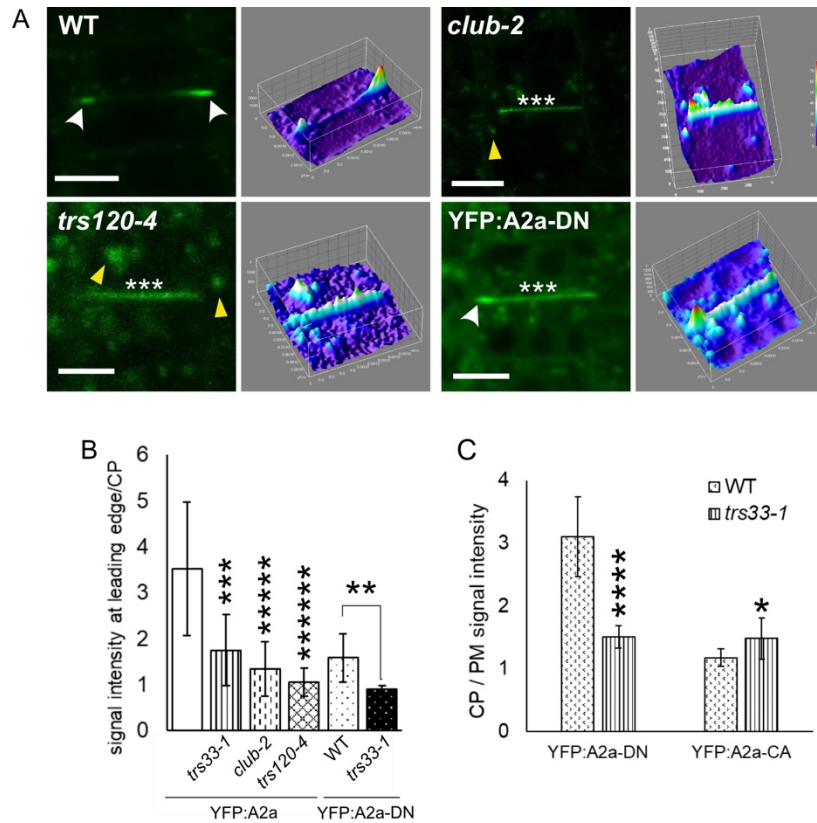 A
WT
club-2
***
trs120-4
***
YFP:A2a-DN
***
B
signal intensity at leading edge/CP
6
5
4
3
2
1
0
***
*****
******
**
trs33-1
club-2
trs120-4
WT
trs33-1
YFP:A2a
YFP:A2a-DN
C
CP / PM signal intensity
4
3
2
1
0
WT
trs33-1
****
*
YFP:A2a-DN
YFP:A2a-CA